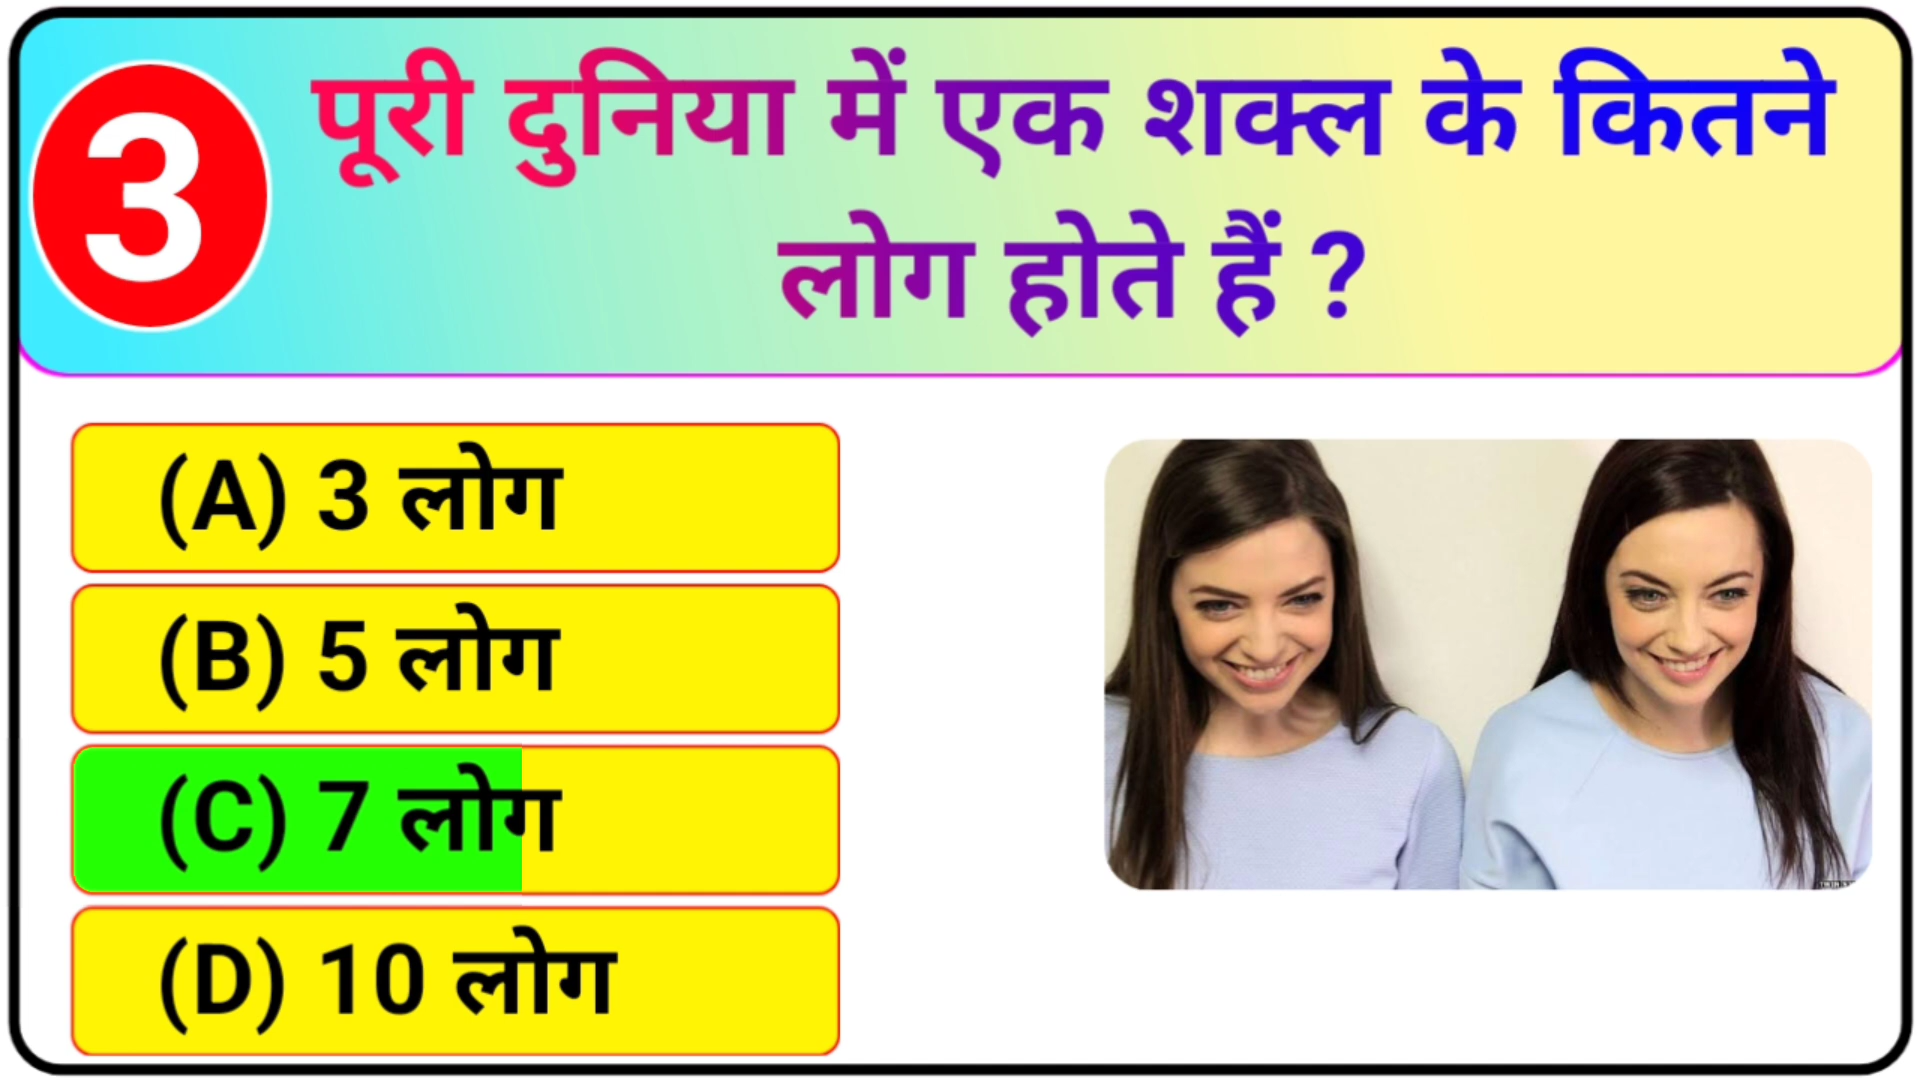 3
पूरी दुनिया में एक शक्ल के कितने
लोग होते हैं ?
(A) 3 लोग
(B) 5 लोग
(C) 7 लोग
(D) 10 लोग